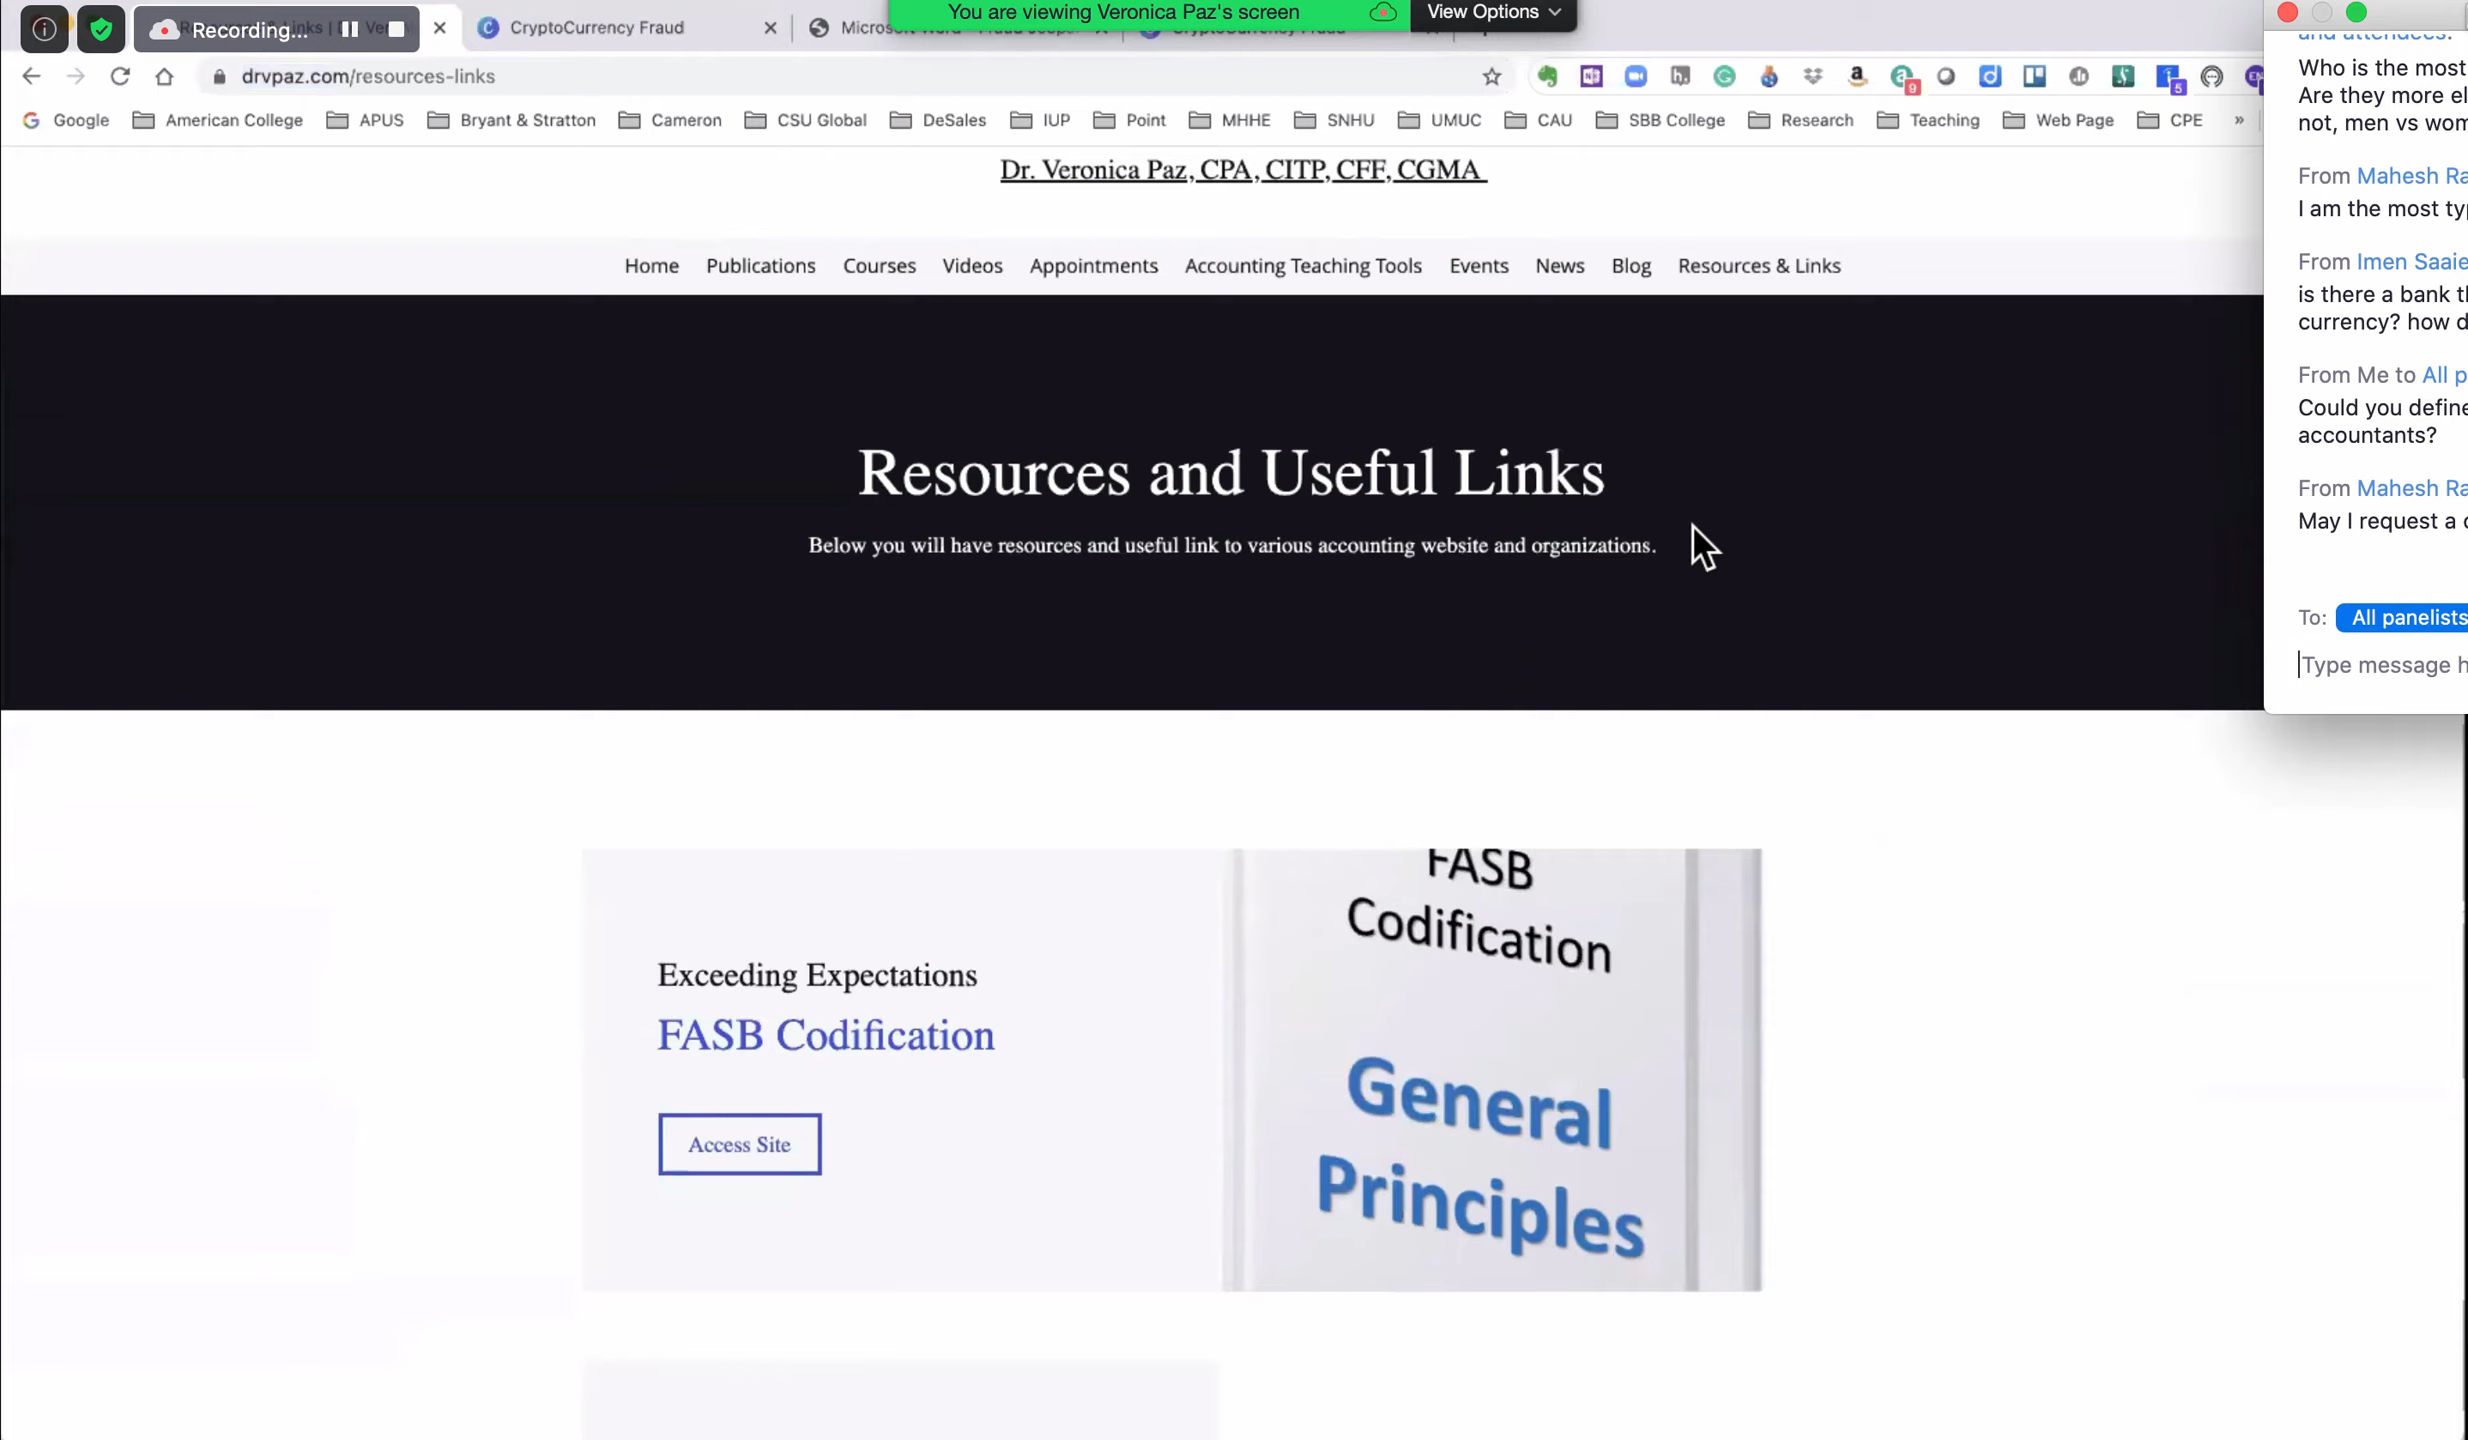 You are viewing Veronica Paz's screen
View Options
Recording...
CryptoCurrency Fraud
drvpaz.com/resources-links
Google American College APUS Bryant & Stratton Cameron CSU Global DeSales IUP Point MHHE SNHU UMUC CAU SBB College Research Teaching Web Page CPE »
Dr. Veronica Paz, CPA, CITP, CFF, CGMA
Home Publications Courses Videos Appointments Accounting Teaching Tools Events News Blog Resources & Links
Resources and Useful Links
Below you will have resources and useful link to various accounting website and organizations.
Exceeding Expectations
FASB Codification
Access Site
FASB
Codification
General
Principles
and attendees.
Who is the most
Are they more el
not, men vs wom
From Mahesh Ra
I am the most typ
From Imen Saaie
is there a bank th
currency? how d
From Me to All p
Could you define
accountants?
From Mahesh Ra
May I request a c
To: All panelists
Type message h